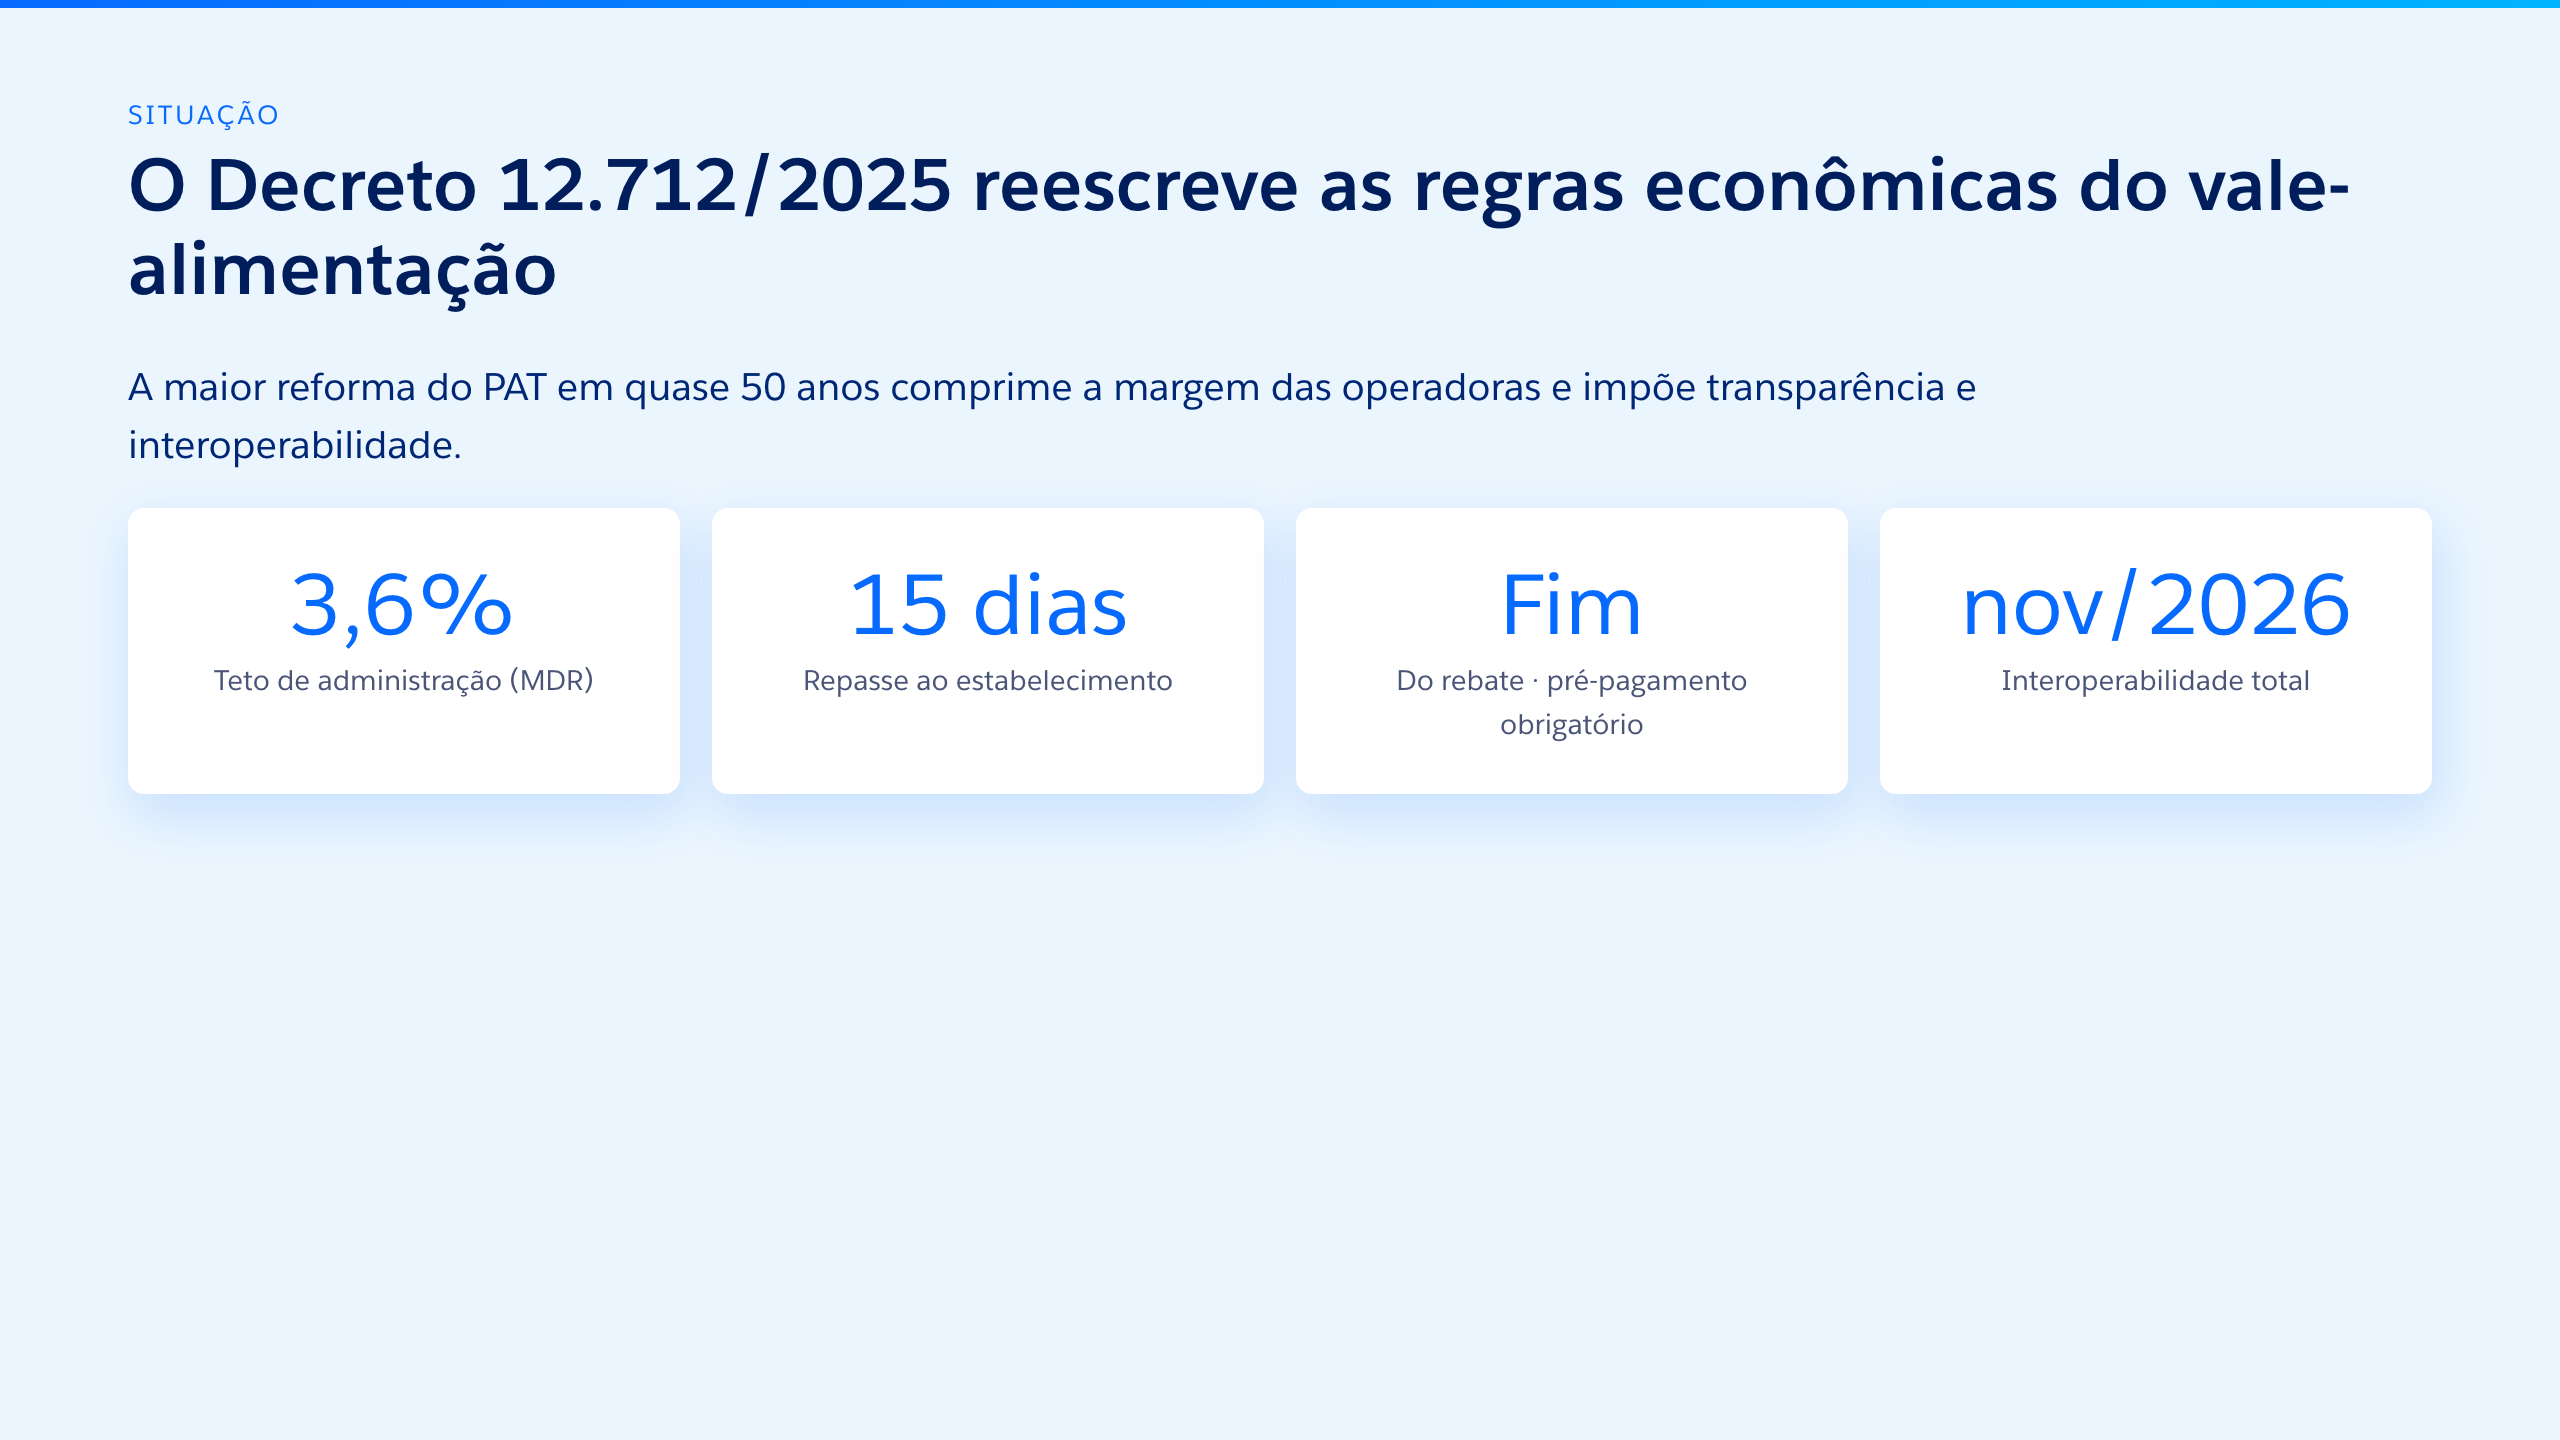 SITUAÇÃO
O Decreto 12.712/2025 reescreve as regras econômicas do vale-
alimentação
A maior reforma do PAT em quase 50 anos comprime a margem das operadoras e impõe transparência e
interoperabilidade.
3,6%
Teto de administração (MDR)
15 dias
Repasse ao estabelecimento
Fim
Do rebate · pré-pagamento
obrigatório
nov/2026
Interoperabilidade total